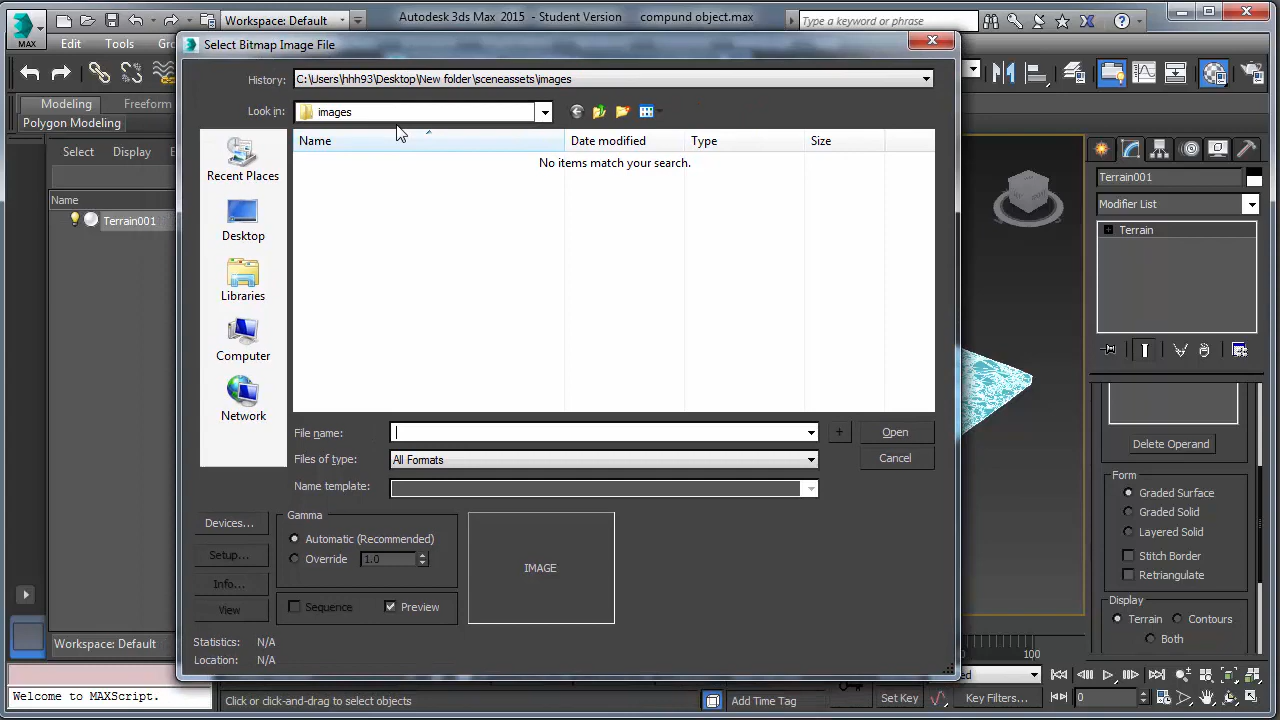 Workspace: Default
Autodesk 3ds Max 2015 - Student Version    compund object.max
Type a keyword or phrase
MAX
Edit
Tools
Select Bitmap Image File
History:
C:\Users\hhh93\Desktop\New folder\sceneassets\images
Look in:
images
Modeling
Freeform
Polygon Modeling
Select
Display
Name
Terrain001
Recent Places
Desktop
Libraries
Computer
Network
Name
Date modified
Type
Size
No items match your search.
File name:
Open
Files of type:
All Formats
Cancel
Name template:
Devices...
Setup...
Info...
View
Gamma
Automatic (Recommended)
Override
1.0
Sequence
Preview
IMAGE
Statistics:
N/A
Location:
N/A
Terrain001
Modifier List
Terrain
Delete Operand
Form
Graded Surface
Graded Solid
Layered Solid
Stitch Border
Retriangulate
Display
Terrain
Contours
Both
Workspace: Default
100
Welcome to MAXScript.
Click or click-and-drag to select objects
Add Time Tag
Set Key
Key Filters...
0